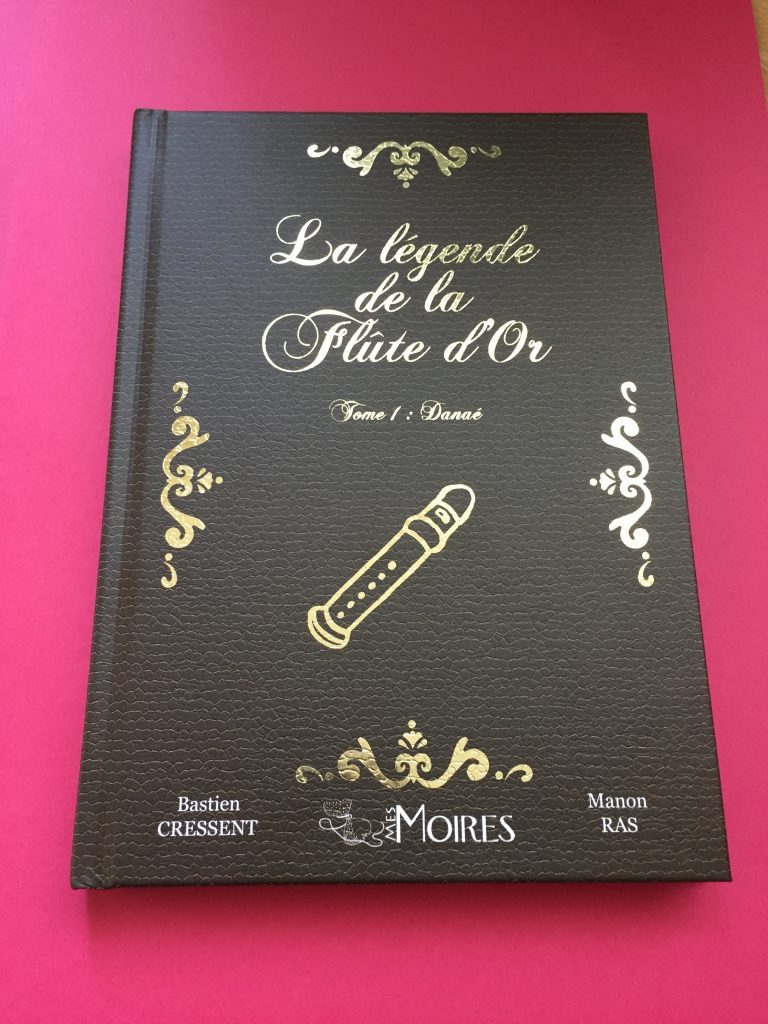 La légende
de la
Flûte d'Or
Tome 1 : Danaé
Bastien
CRESSENT
MES
MOIRES
Manon
RAS